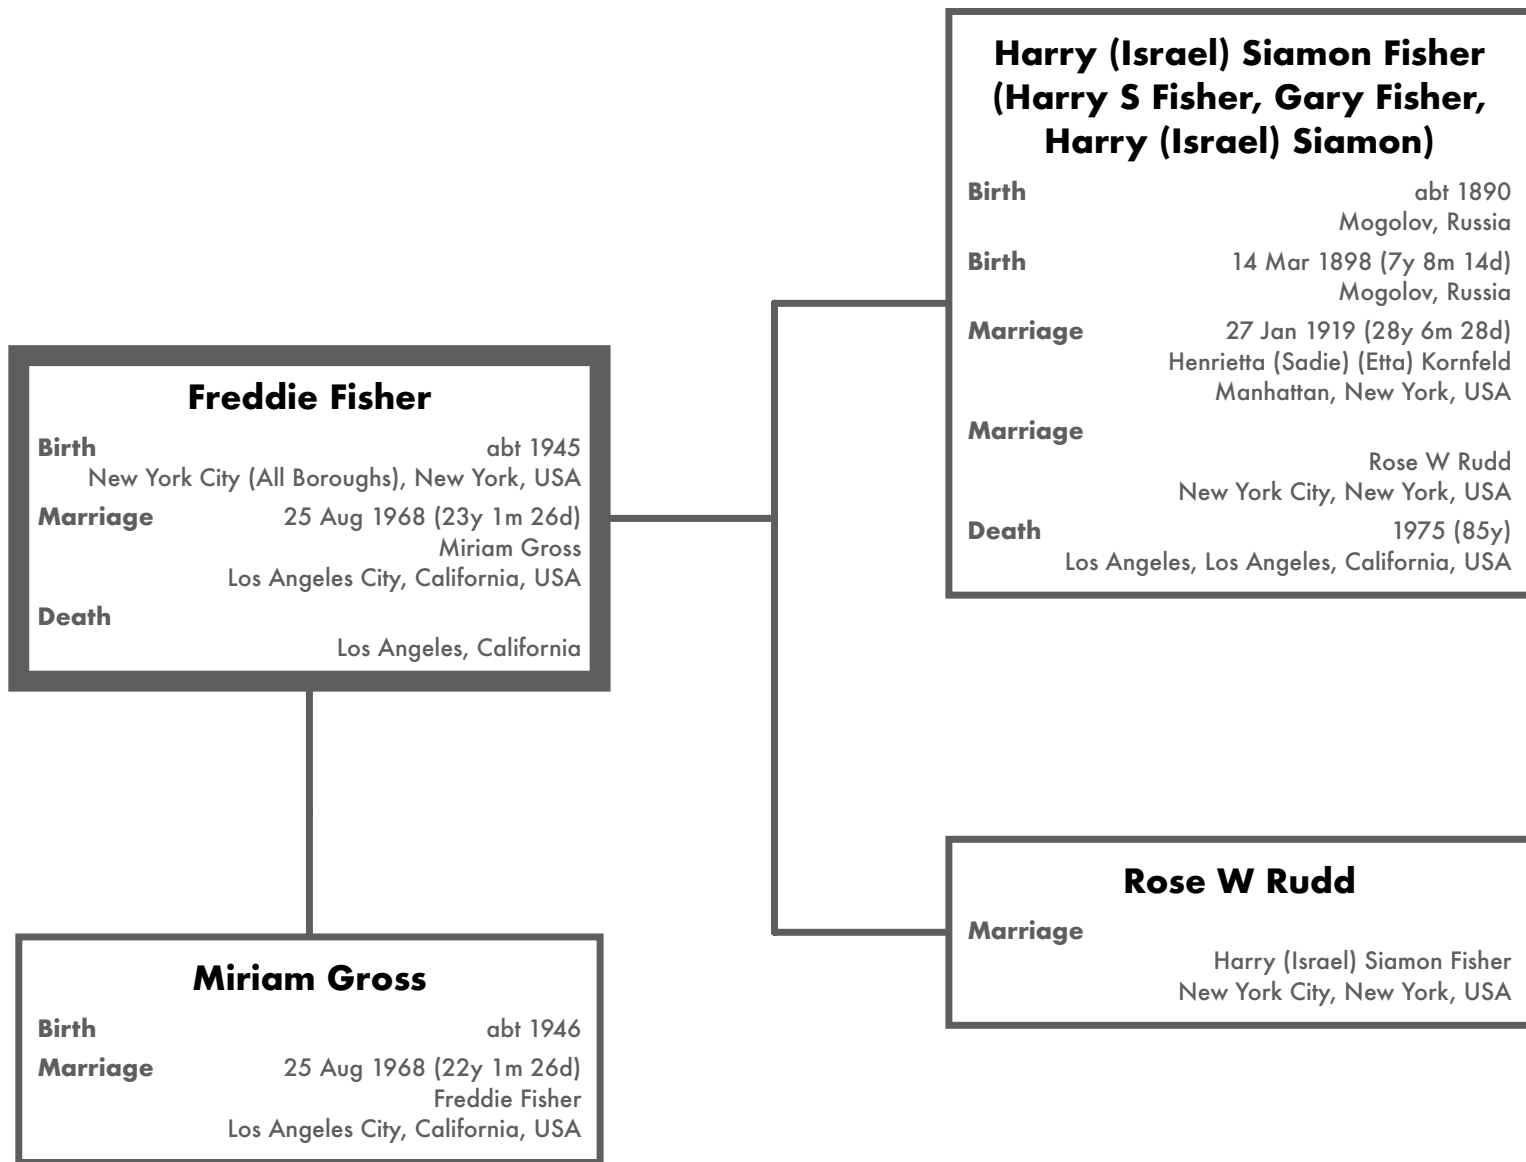 Harry (Israel) Siamon Fisher
(Harry S Fisher, Gary Fisher,
Harry (Israel) Siamon)
Birth abt 1890
Mogolov, Russia
Birth 14 Mar 1898 (7y 8m 14d)
Mogolov, Russia
Marriage 27 Jan 1919 (28y 6m 28d)
Henrietta (Sadie) (Etta) Kornfeld
Manhattan, New York, USA
Marriage
Rose W Rudd
New York City, New York, USA
Death 1975 (85y)
Los Angeles, Los Angeles, California, USA
Freddie Fisher
Birth abt 1945
New York City (All Boroughs), New York, USA
Marriage 25 Aug 1968 (23y 1m 26d)
Miriam Gross
Los Angeles City, California, USA
Death
Los Angeles, California
Rose W Rudd
Marriage
Harry (Israel) Siamon Fisher
New York City, New York, USA
Miriam Gross
Birth abt 1946
Marriage 25 Aug 1968 (22y 1m 26d)
Freddie Fisher
Los Angeles City, California, USA